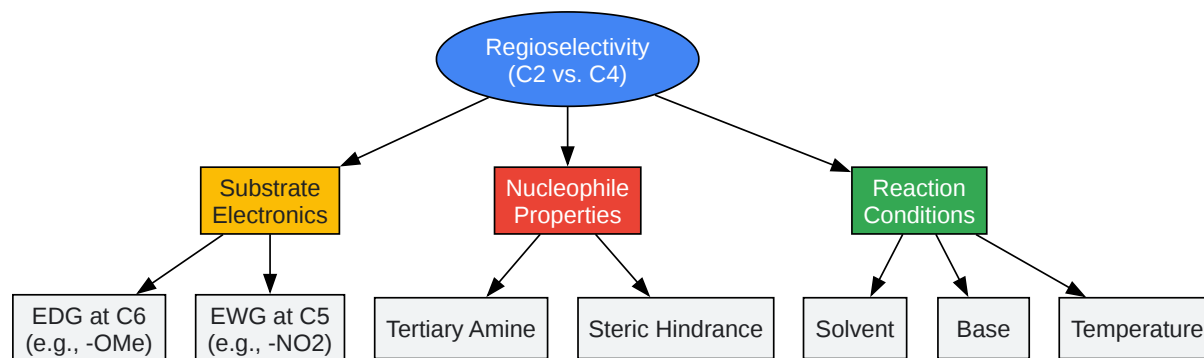 Regioselectivity
(C2 vs. C4)
Substrate
Electronics
Nucleophile
Properties
Reaction
Conditions
EDG at C6
(e.g., -OMe)
EWG at C5
(e.g., -NO2)
Tertiary Amine
Steric Hindrance
Solvent
Base
Temperature